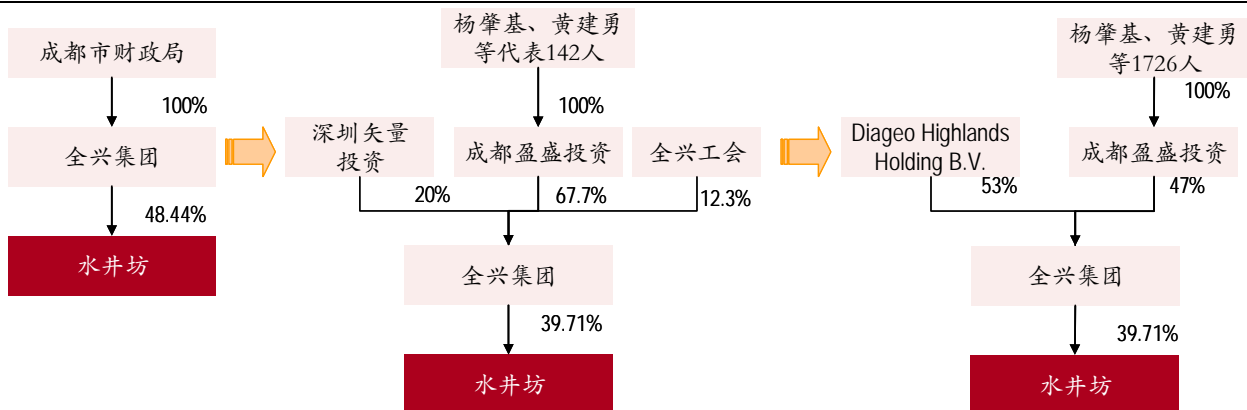 成都市财政局
100%
全兴集团
48.44%
水井坊
杨肇基、黄建勇
等代表142人
100%
深圳矢量
投资
成都盈盛投资
全兴工会
20%
67.7%
12.3%
全兴集团
39.71%
水井坊
杨肇基、黄建勇
等1726人
100%
Diageo Highlands
Holding B.V.
成都盈盛投资
53%
47%
全兴集团
39.71%
水井坊